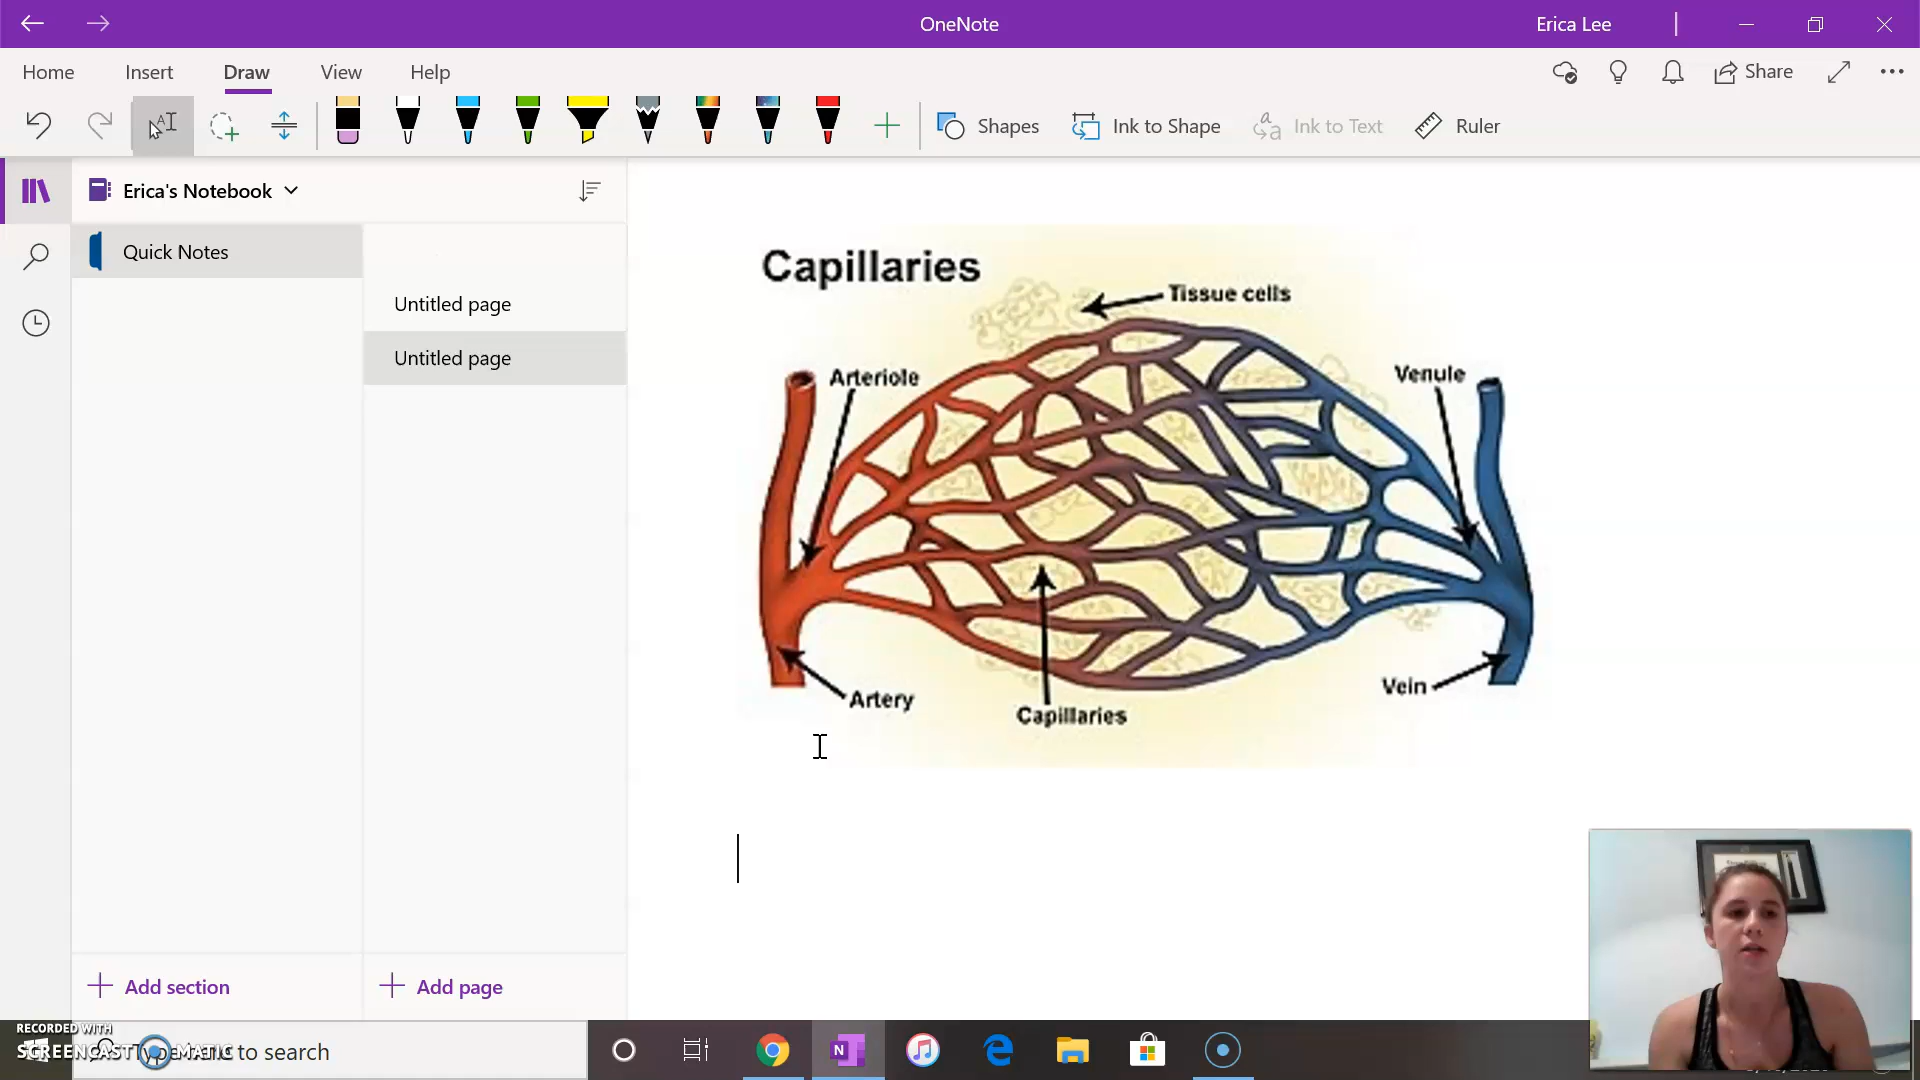 OneNote
Erica Lee
Home Insert Draw View Help
Share
Shapes Ink to Shape Ink to Text Ruler
Erica's Notebook
Quick Notes
Untitled page
Untitled page
Capillaries
Tissue cells
Arteriole
Venule
Artery
Capillaries
Vein
Add section
Add page
RECORDED WITH
SCREENCAST MATIC
to search